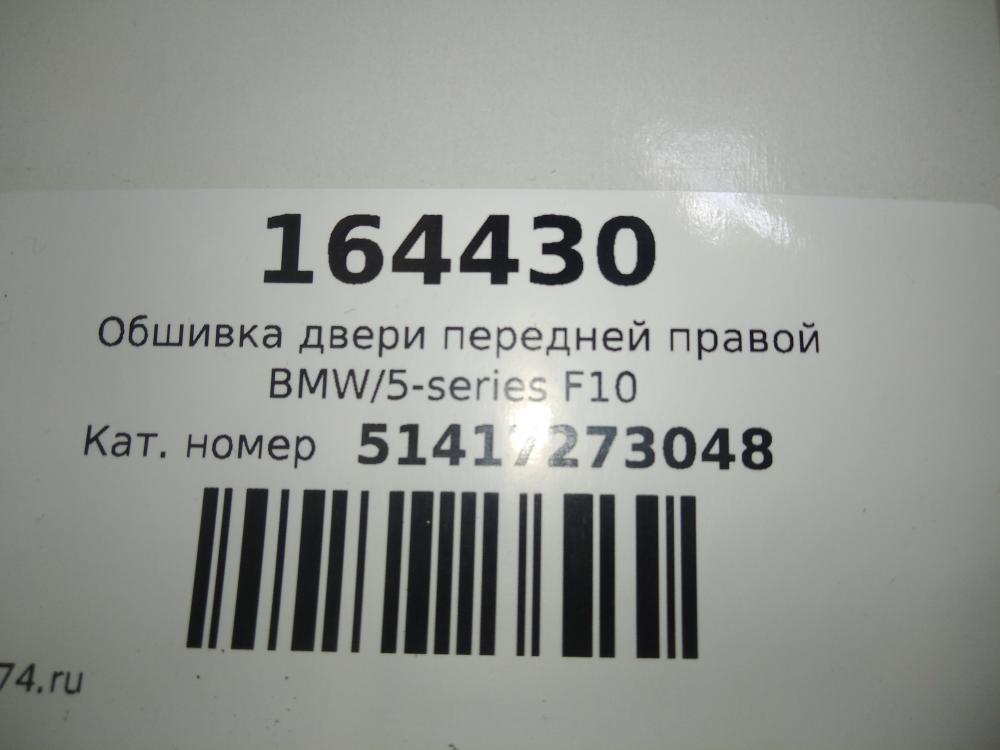 164430
Обшивка двери передней правой
BMW/5-series F10
Кат. номер 51417273048
74.ru